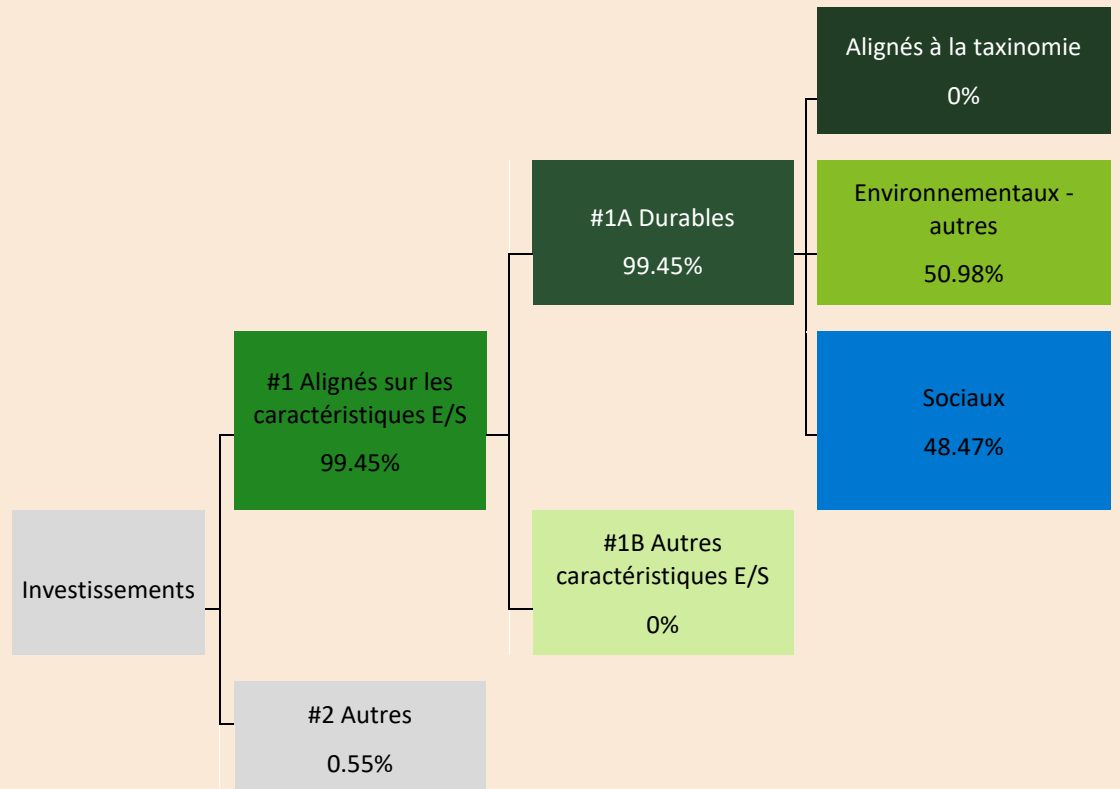 Alignés à la taxinomie
0%
#1A Durables
99.45%
Environnementaux -
autres
50.98%
#1 Alignés sur les
caractéristiques E/S
99.45%
Sociaux
48.47%
Investissements
#1B Autres
caractéristiques E/S
0%
#2 Autres
0.55%